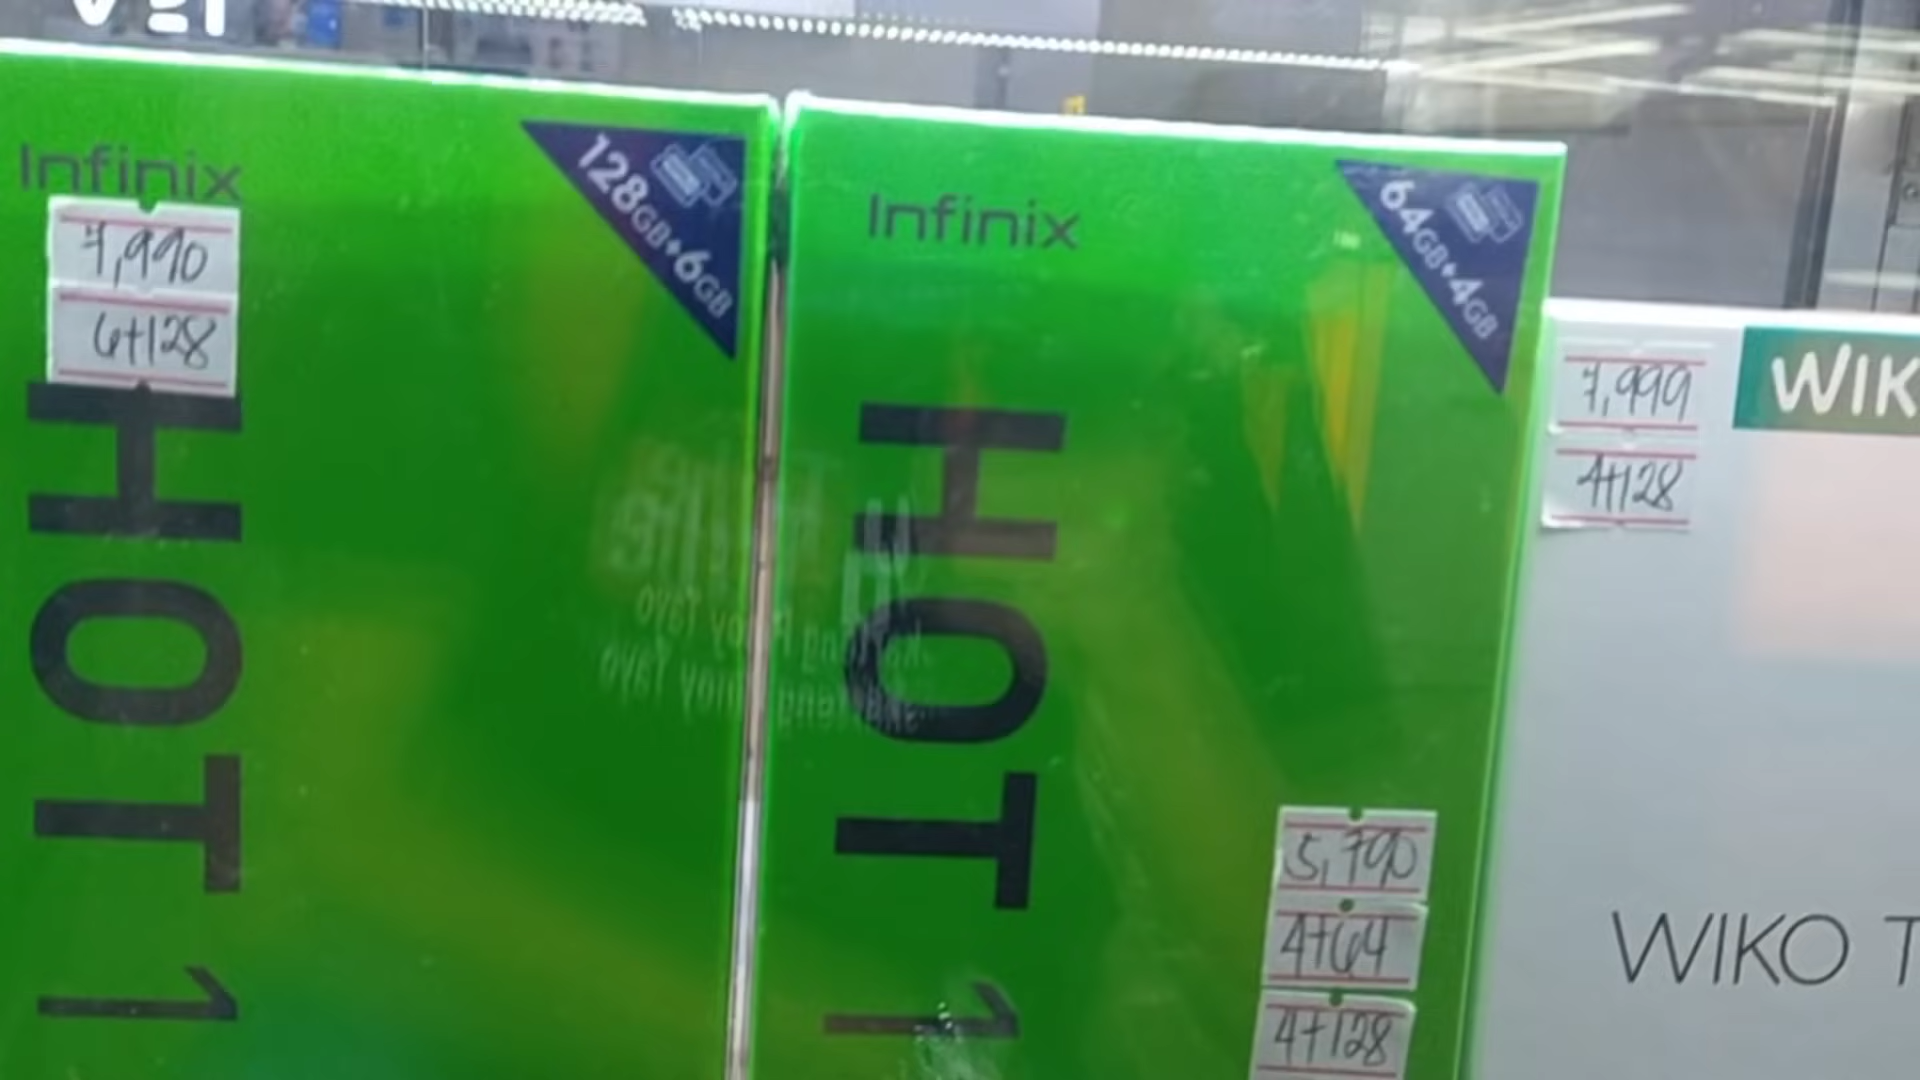 Infinix
7,990
6+128
128GB+6GB
HOT 1
Infinix
64GB+4GB
HOT 1
5,790
4+64
4+128
7,999
4+128
WIK
WIKO T